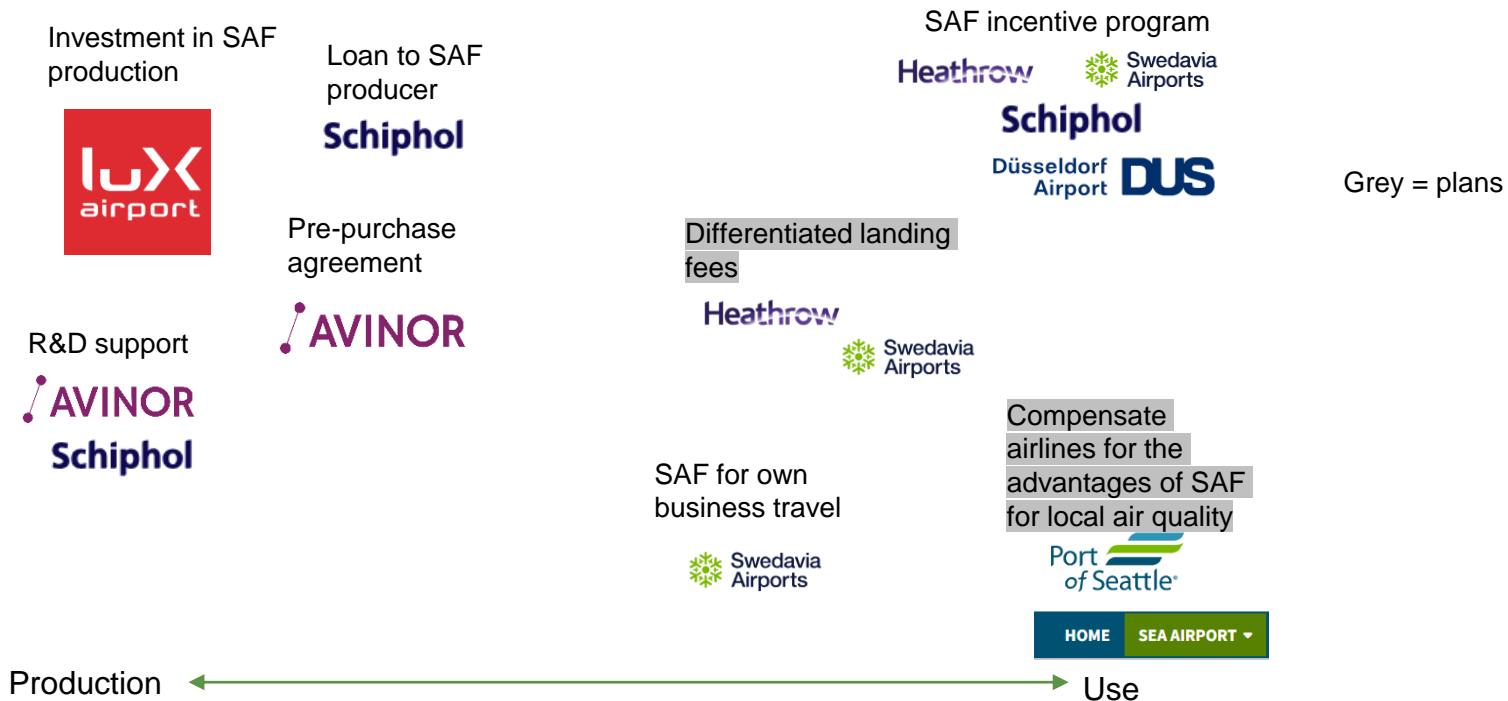 Investment in SAF
production
lux
airport
Loan to SAF
producer
Schiphol
SAF incentive program
Heathrow
Swedavia
Airports
Schiphol
Düsseldorf
Airport DUS
Grey = plans
Pre-purchase
agreement
AVINOR
Differentiated landing
fees
Heathrow
Swedavia
Airports
R&D support
AVINOR
Schiphol
SAF for own
business travel
Swedavia
Airports
Compensate
airlines for the
advantages of SAF
for local air quality
Port
of Seattle®
HOME SEA AIRPORT
Production
Use